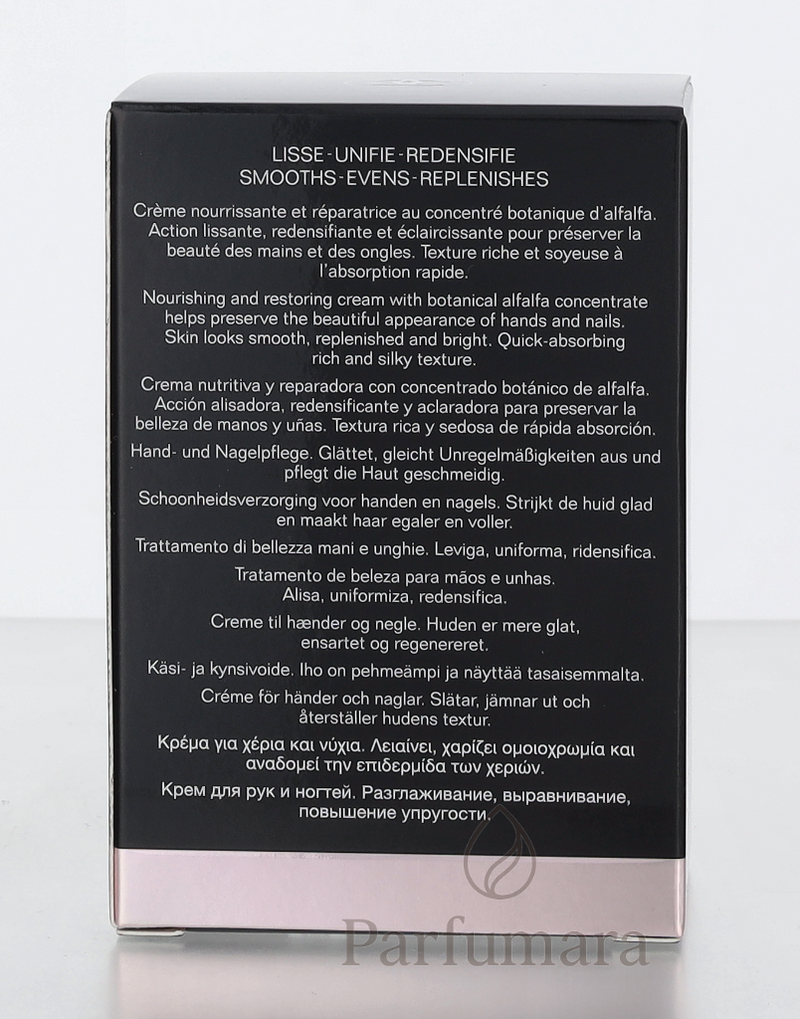 LISSE-UNIFIE-REDENSIFIE
SMOOTHS-EVENS-REPLENISHES
Crème nourrissante et réparatrice au concentré botanique d'alfalfa.
Action lissante, redensifiante et éclaircissante pour préserver la
beauté des mains et des ongles. Texture riche et soyeuse à
l'absorption rapide.
Nourishing and restoring cream with botanical alfalfa concentrate
helps preserve the beautiful appearance of hands and nails.
Skin looks smooth, replenished and bright. Quick-absorbing
rich and silky texture.
Crema nutritiva y reparadora con concentrado botánico de alfalfa.
Acción alisadora, redensificante y aclaradora para preservar la
belleza de manos y uñas. Textura rica y sedosa de rápida absorción.
Hand- und Nagelpflege. Glättet, gleicht Unregelmäßigkeiten aus und
pflegt die Haut geschmeidig.
Schoonheidsverzorging voor handen en nagels. Strijkt de huid glad
en maakt haar egaler en voller.
Trattamento di bellezza mani e unghie. Leviga, uniforma, ridensifica.
Tratamento de beleza para mãos e unhas.
Alisa, uniformiza, redensifica.
Creme til hænder og negle. Huden er mere glat,
ensartet og regenereret.
Käsi- ja kynsivoide. Iho on pehmeämpi ja näyttää tasaisemmalta.
Créme för händer och naglar. Slätar, jämnar ut och
återställer hudens textur.
Κρέμα για χέρια και νύχια. Λειαίνει, χαρίζει ομοιοχρωμία και
αναδομεί την επιδερμίδα των χεριών.
Крем для рук и ногтей. Разглаживание, выравнивание,
повышение упругости.
Parfumara